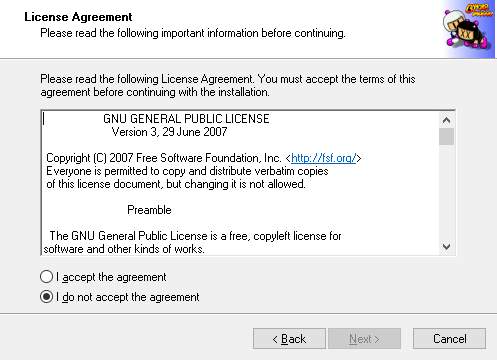 License Agreement
Please read the following important information before continuing.
Please read the following License Agreement. You must accept the terms of this
agreement before continuing with the installation.
GNU GENERAL PUBLIC LICENSE
Version 3, 29 June 2007
Copyright (C) 2007 Free Software Foundation, Inc. <http://fsf.org/>
Everyone is permitted to copy and distribute verbatim copies
of this license document, but changing it is not allowed.
Preamble
The GNU General Public License is a free, copyleft license for
software and other kinds of works.
I accept the agreement
I do not accept the agreement
< Back
Next >
Cancel